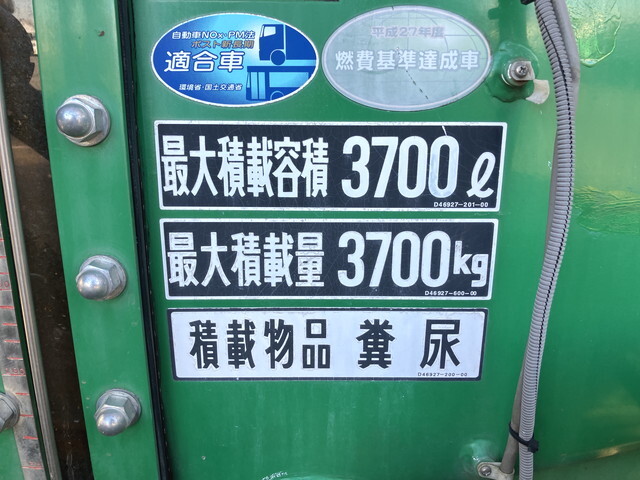 自動車NOx・PM法
ポスト新長期
適合車
環境省・国土交通省
平成27年度
燃費基準達成車
最大積載容積 3700ℓ
D46927-201-00
最大積載量 3700kg
D46927-600-00
積載物品 糞尿
D46927-200-00